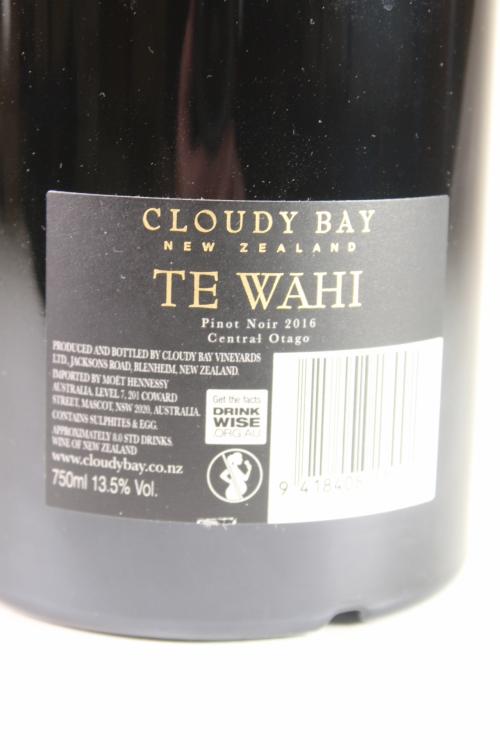 CLOUDY BAY
NEW ZEALAND
TE WĀHI
Pinot Noir 2016
Central Otago
PRODUCED AND BOTTLED BY CLOUDY BAY VINEYARDS
LTD., JACKSONS ROAD, BLENHEIM, NEW ZEALAND.
IMPORTED BY MOËT HENNESSY
AUSTRALIA, LEVEL 7, 201 COWARD
STREET, MASCOT, NSW 2020, AUSTRALIA.
CONTAINS SULPHITES & EGG.
APPROXIMATELY 8.0 STD DRINKS.
WINE OF NEW ZEALAND
www.cloudybay.co.nz
750ml 13.5% Vol.
Get the facts
DRINK
WISE
.ORG.AU
9 418408